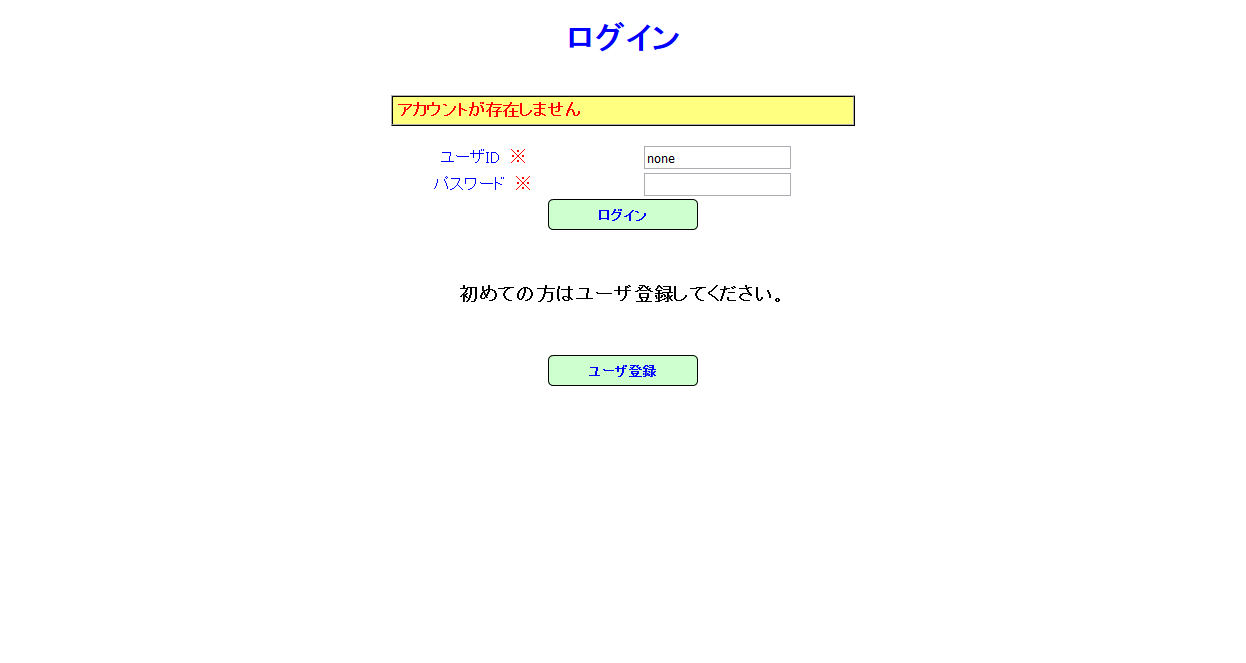 ログイン
アカウントが存在しません
ユーザID ※ none
パスワード ※
ログイン
初めての方はユーザ登録してください。
ユーザ登録